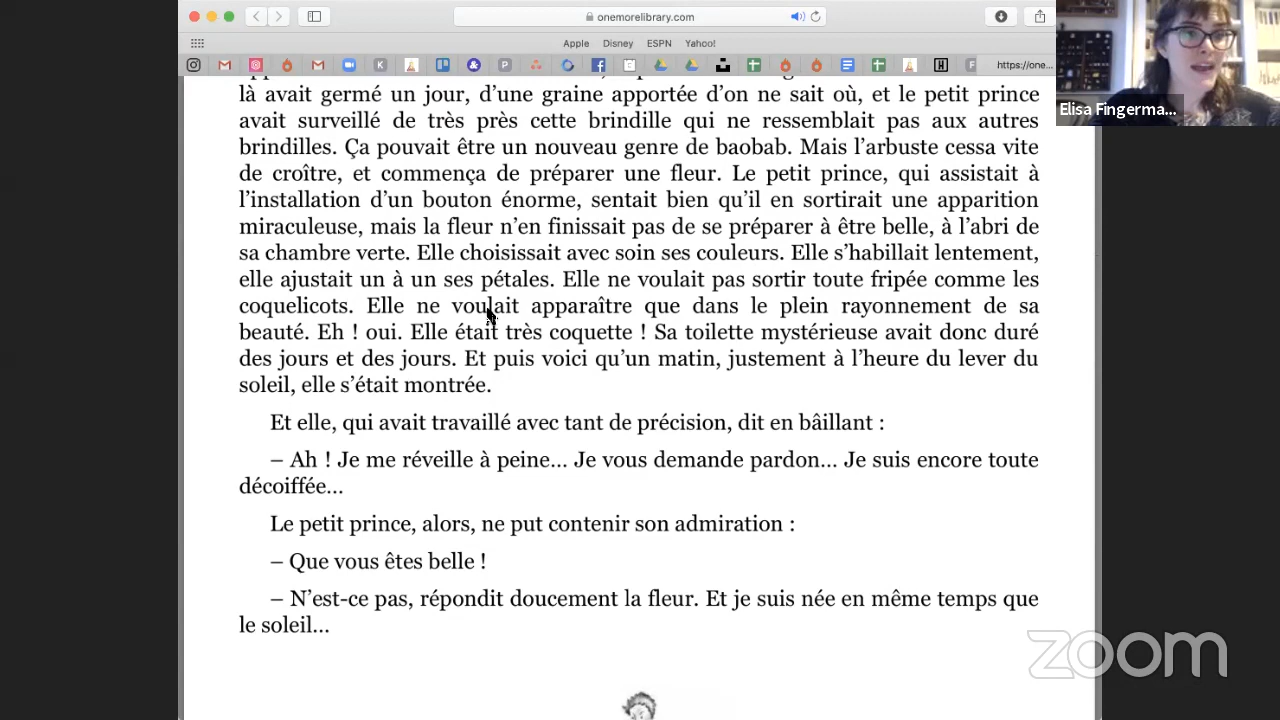 onemorelibrary.com
Apple Disney ESPN Yahoo!
https://one...
Elisa Fingerma...
là avait germé un jour, d’une graine apportée d’on ne sait où, et le petit prince
avait surveillé de très près cette brindille qui ne ressemblait pas aux autres
brindilles. Ça pouvait être un nouveau genre de baobab. Mais l’arbuste cessa vite
de croître, et commença de préparer une fleur. Le petit prince, qui assistait à
l’installation d’un bouton énorme, sentait bien qu’il en sortirait une apparition
miraculeuse, mais la fleur n’en finissait pas de se préparer à être belle, à l’abri de
sa chambre verte. Elle choisissait avec soin ses couleurs. Elle s’habillait lentement,
elle ajustait un à un ses pétales. Elle ne voulait pas sortir toute fripée comme les
coquelicots. Elle ne voulait apparaître que dans le plein rayonnement de sa
beauté. Eh ! oui. Elle était très coquette ! Sa toilette mystérieuse avait donc duré
des jours et des jours. Et puis voici qu’un matin, justement à l’heure du lever du
soleil, elle s’était montrée.
Et elle, qui avait travaillé avec tant de précision, dit en bâillant :
– Ah ! Je me réveille à peine... Je vous demande pardon... Je suis encore toute
décoiffée...
Le petit prince, alors, ne put contenir son admiration :
– Que vous êtes belle !
– N’est-ce pas, répondit doucement la fleur. Et je suis née en même temps que
le soleil...
zoom